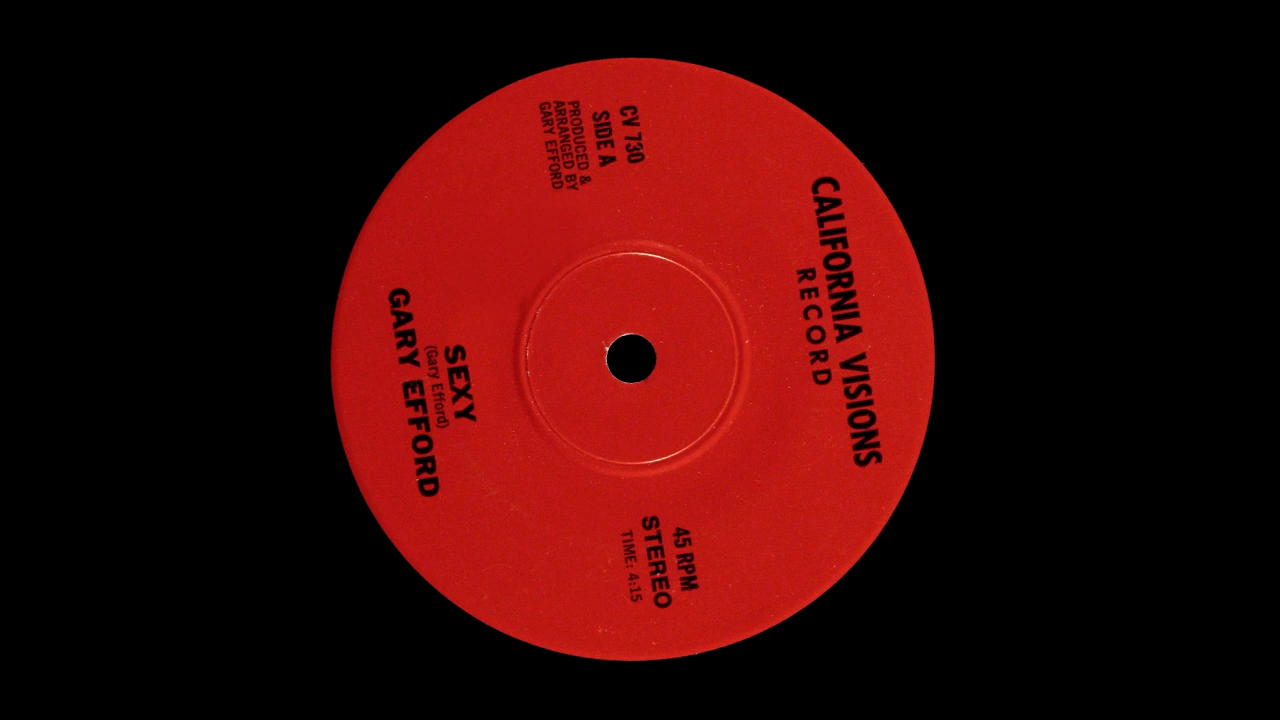 CALIFORNIA VISIONS
RECORD
CV 730
SIDE A
PRODUCED &
ARRANGED BY
GARY EFFORD
45 RPM
STEREO
TIME: 4:15
SEXY
(Gary Efford)
GARY EFFORD